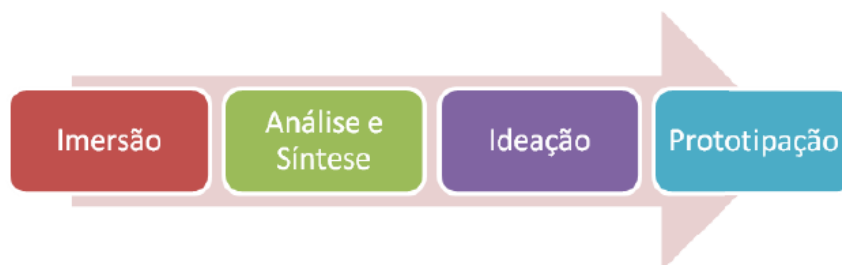 Imersão
Análise e
Síntese
Ideação
Prototipação